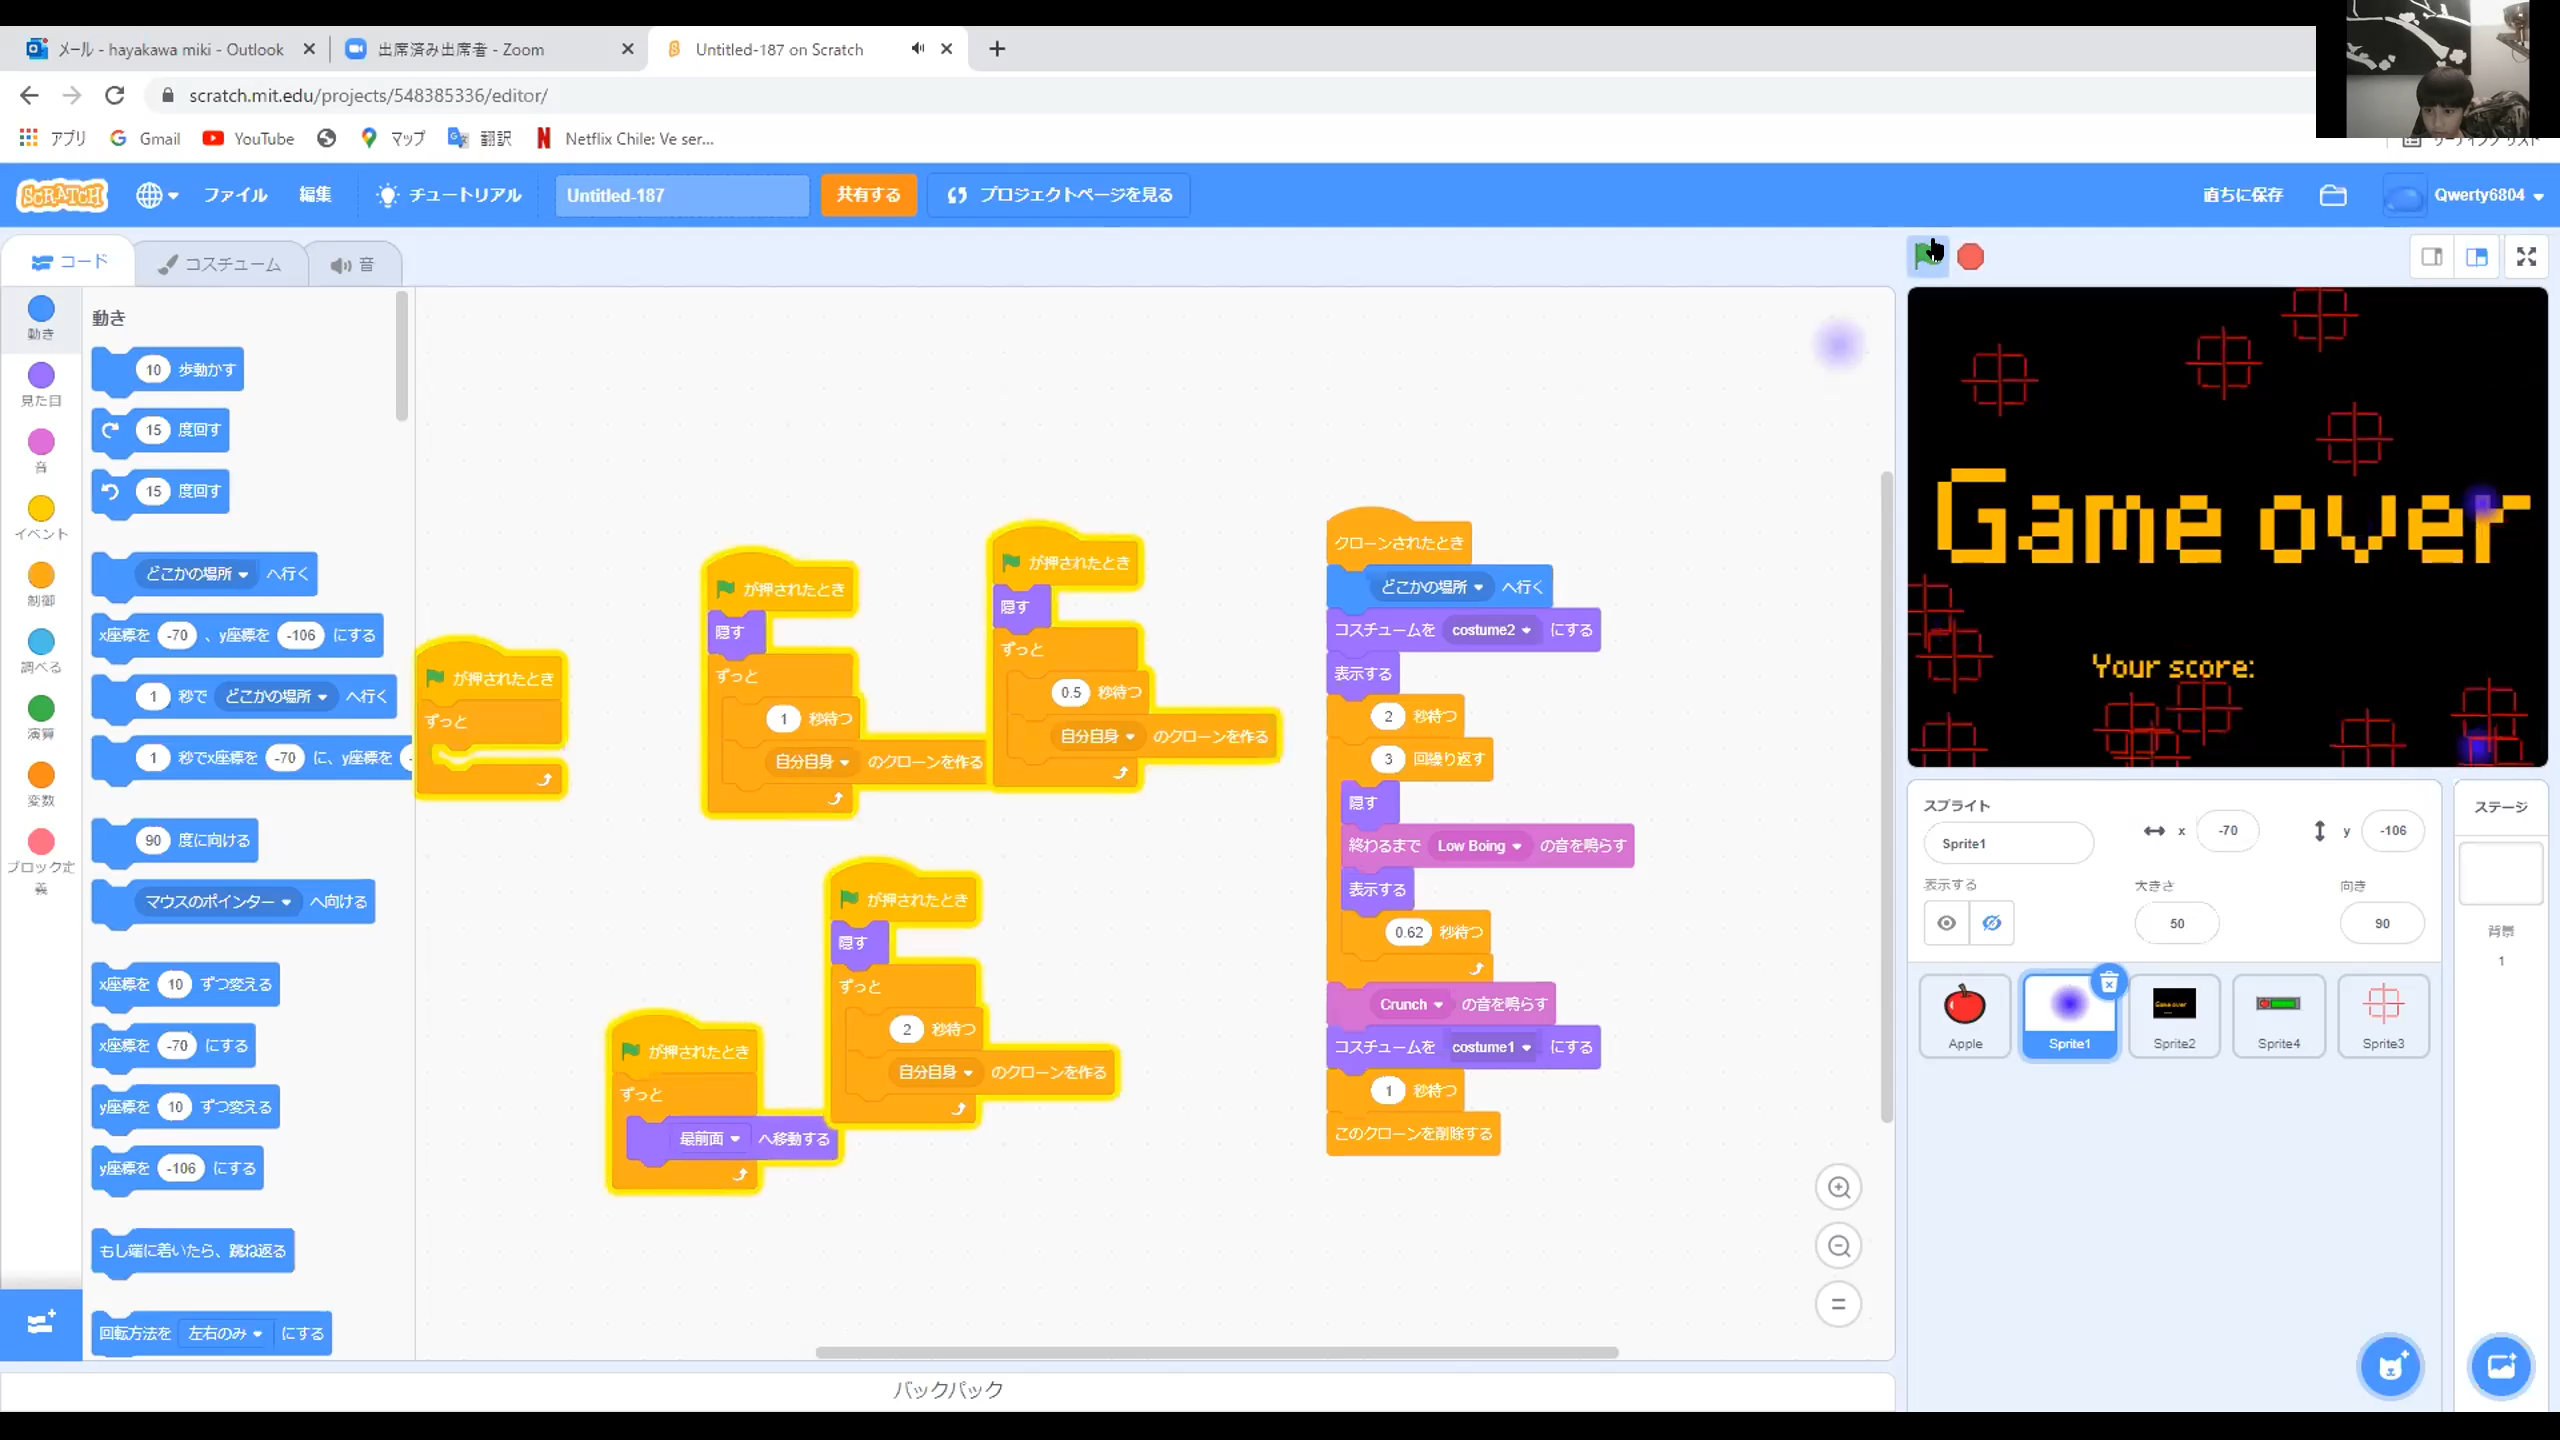 メール - hayakawa miki - Outlook
出席済み出席者 - Zoom
Untitled-187 on Scratch
scratch.mit.edu/projects/548385336/editor/
アプリ
Gmail
YouTube
マップ
翻訳
Netflix Chile: Ve ser...
リーディング リスト
SCRATCH
ファイル
編集
チュートリアル
Untitled-187
共有する
プロジェクトページを見る
直ちに保存
Qwerty6804
コード
コスチューム
音
動き
見た目
音
イベント
制御
調べる
演算
変数
ブロック定義
動き
10 歩動かす
15 度回す
15 度回す
どこかの場所 へ行く
x座標を -70 、y座標を -106 にする
1 秒で どこかの場所 へ行く
1 秒でx座標を -70 に、y座標を
90 度に向ける
マウスのポインター へ向ける
x座標を 10 ずつ変える
x座標を -70 にする
y座標を 10 ずつ変える
y座標を -106 にする
もし端に着いたら、跳ね返る
回転方法を 左右のみ にする
が押されたとき
ずっと
が押されたとき
隠す
ずっと
1 秒待つ
自分自身 のクローンを作る
が押されたとき
隠す
ずっと
0.5 秒待つ
自分自身 のクローンを作る
が押されたとき
隠す
ずっと
2 秒待つ
自分自身 のクローンを作る
が押されたとき
ずっと
最前面 へ移動する
クローンされたとき
どこかの場所 へ行く
コスチュームを costume2 にする
表示する
2 秒待つ
3 回繰り返す
隠す
終わるまで Low Boing の音を鳴らす
表示する
0.62 秒待つ
Crunch の音を鳴らす
コスチュームを costume1 にする
1 秒待つ
このクローンを削除する
バックパック
Game over
Your score:
スプライト
Sprite1
x -70
y -106
表示する
大きさ
50
向き
90
Apple
Sprite1
Sprite2
Sprite4
Sprite3
ステージ
背景
1